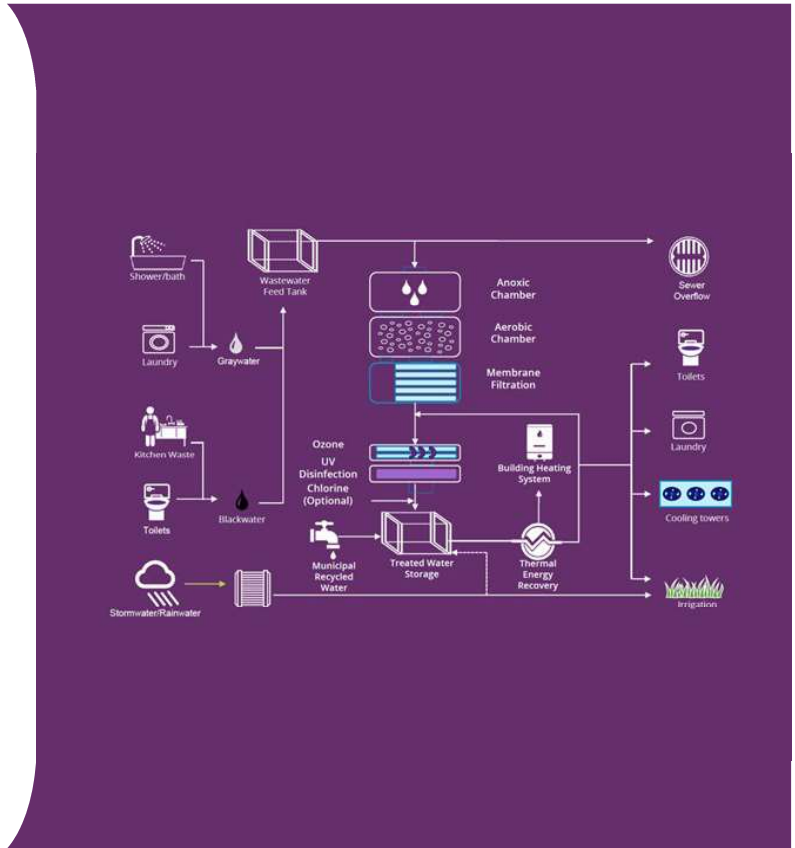 Shower/bath
Wastewater
Feed Tank
Anoxic
Chamber
Sewer
Overflow
Aerobic
Chamber
Laundry
Graywater
Membrane
Filtration
Toilets
Kitchen Waste
Ozone
UV
Disinfection
Chlorine
(Optional)
Building Heating
System
Laundry
Toilets
Blackwater
Cooling towers
Municipal
Recycled
Water
Treated Water
Storage
Thermal
Energy
Recovery
Stormwater/Rainwater
Irrigation